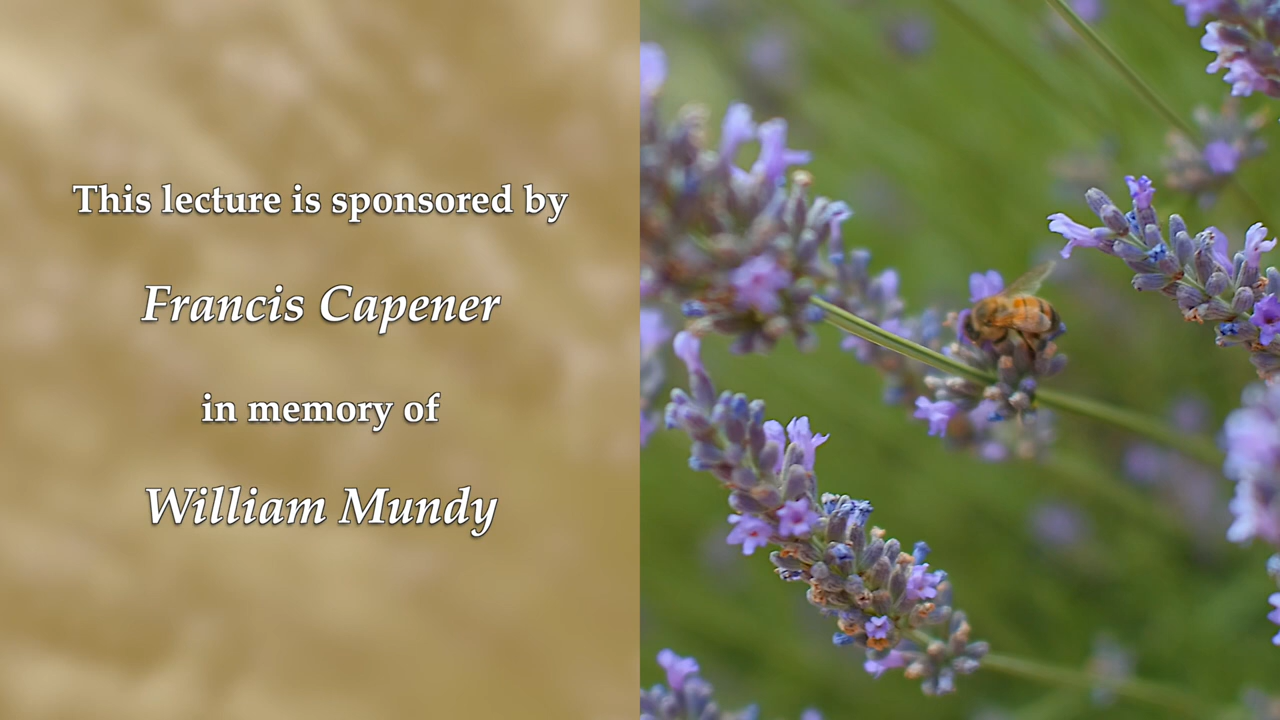 This lecture is sponsored by
Francis Capener
in memory of
William Mundy